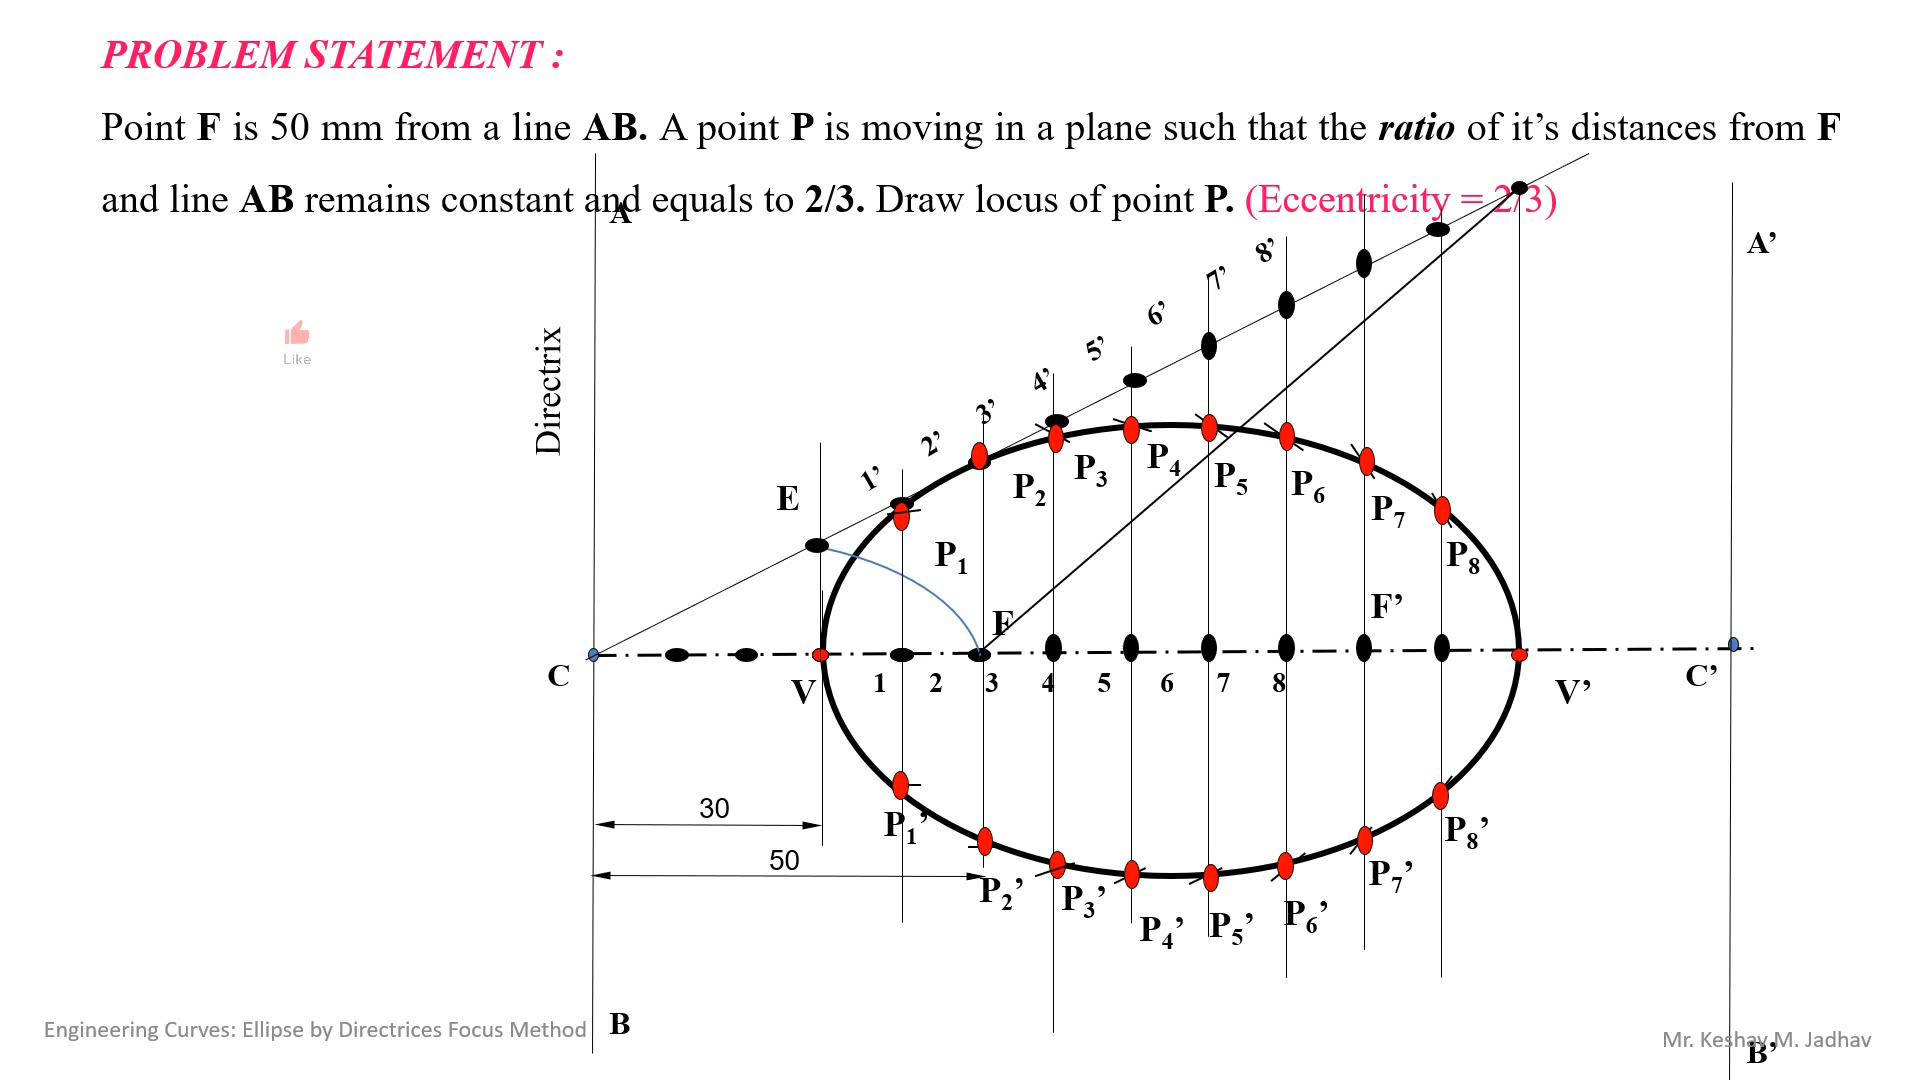 PROBLEM STATEMENT :
Point F is 50 mm from a line AB. A point P is moving in a plane such that the ratio of it’s distances from F
and line AB remains constant and equals to 2/3. Draw locus of point P. (Eccentricity = 2/3)
A
A’
8’
7’
6’
Like
Directrix
5’
4’
3’
2’
1’
E
P4
P3
P5
P2
P6
P7
P1
P8
F
F’
C
V
1
2
3
4
5
6
7
8
V’
C’
30
50
P1’
P2’
P3’
P4’
P5’
P6’
P7’
P8’
B
B’
Engineering Curves: Ellipse by Directrices Focus Method
Mr. Keshav M. Jadhav